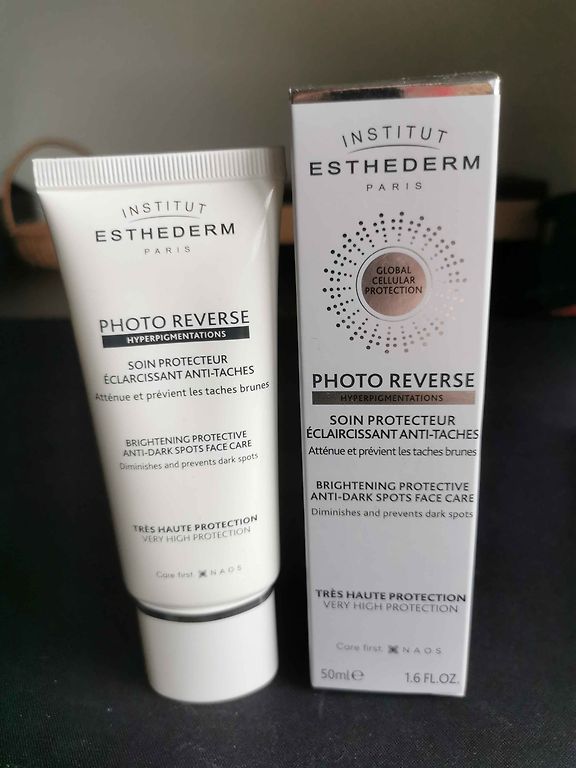 INSTITUT
ESTHEDERM
PARIS
PHOTO REVERSE
HYPERPIGMENTATIONS
SOIN PROTECTEUR
ÉCLARCISSANT ANTI-TACHES
Atténue et prévient les taches brunes
BRIGHTENING PROTECTIVE
ANTI-DARK SPOTS FACE CARE
Diminishes and prevents dark spots
TRÈS HAUTE PROTECTION
VERY HIGH PROTECTION
Care first. NAOS
INSTITUT
ESTHEDERM
PARIS
GLOBAL
CELLULAR
PROTECTION
PHOTO REVERSE
HYPERPIGMENTATIONS
SOIN PROTECTEUR
ÉCLAIRCISSANT ANTI-TACHES
Atténue et prévient les taches brunes
BRIGHTENING PROTECTIVE
ANTI-DARK SPOTS FACE CARE
Diminishes and prevents dark spots
TRÈS HAUTE PROTECTION
VERY HIGH PROTECTION
Care first. NAOS
50ml℮ 1.6 FL.OZ.